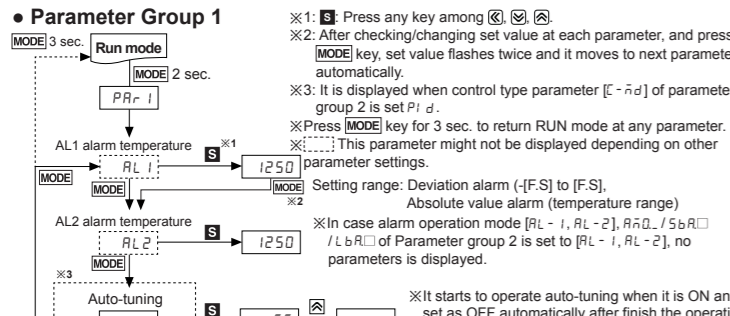 ● Parameter Group 1
MODE 3 sec.
Run mode
MODE 2 sec.
PAr 1
AL1 alarm temperature
AL 1
S ※1
1250
MODE
MODE
MODE
※2
AL2 alarm temperature
AL2
S
1250
MODE
※3
Auto-tuning
S
※1: S: Press any key among «, ∨, ∧.
※2: After checking/changing set value at each parameter, and press
MODE key, set value flashes twice and it moves to next
automatically.
※3: It is displayed when control type parameter [C-md] of
group 2 is set PId.
※Press MODE key for 3 sec. to return RUN mode at any parameter.
※ This parameter might not be displayed depending on other
parameter settings.
Setting range: Deviation alarm (-[F.S] to [F.S],
Absolute value alarm (temperature range)
※In case alarm operation mode [AL-1, AL-2], AM0._ / SbA.□
/ LbA.□ of Parameter group 2 is set to [AL-1, AL-2], no
parameters is displayed.
※It starts to operate auto-tuning when it is ON
set as OFF automatically after finish the